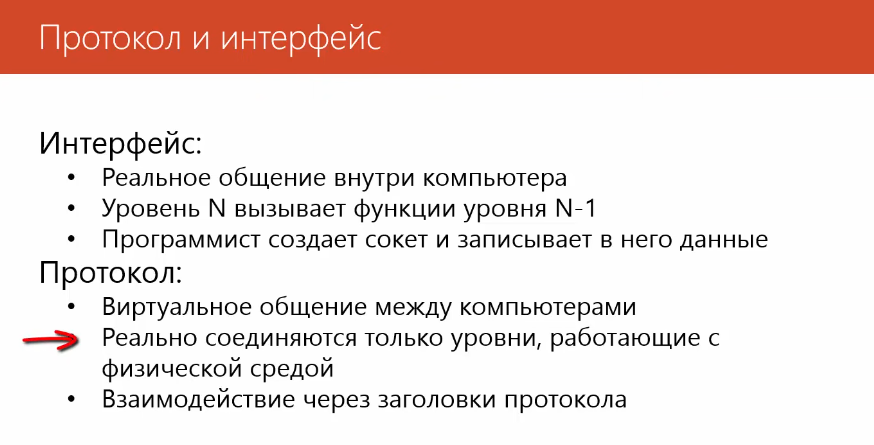 Протокол и интерфейс
Интерфейс:
• Реальное общение внутри компьютера
• Уровень N вызывает функции уровня N-1
• Программист создает сокет и записывает в него данные
Протокол:
• Виртуальное общение между компьютерами
Реально соединяются только уровни, работающие с
физической средой
• Взаимодействие через заголовки протокола